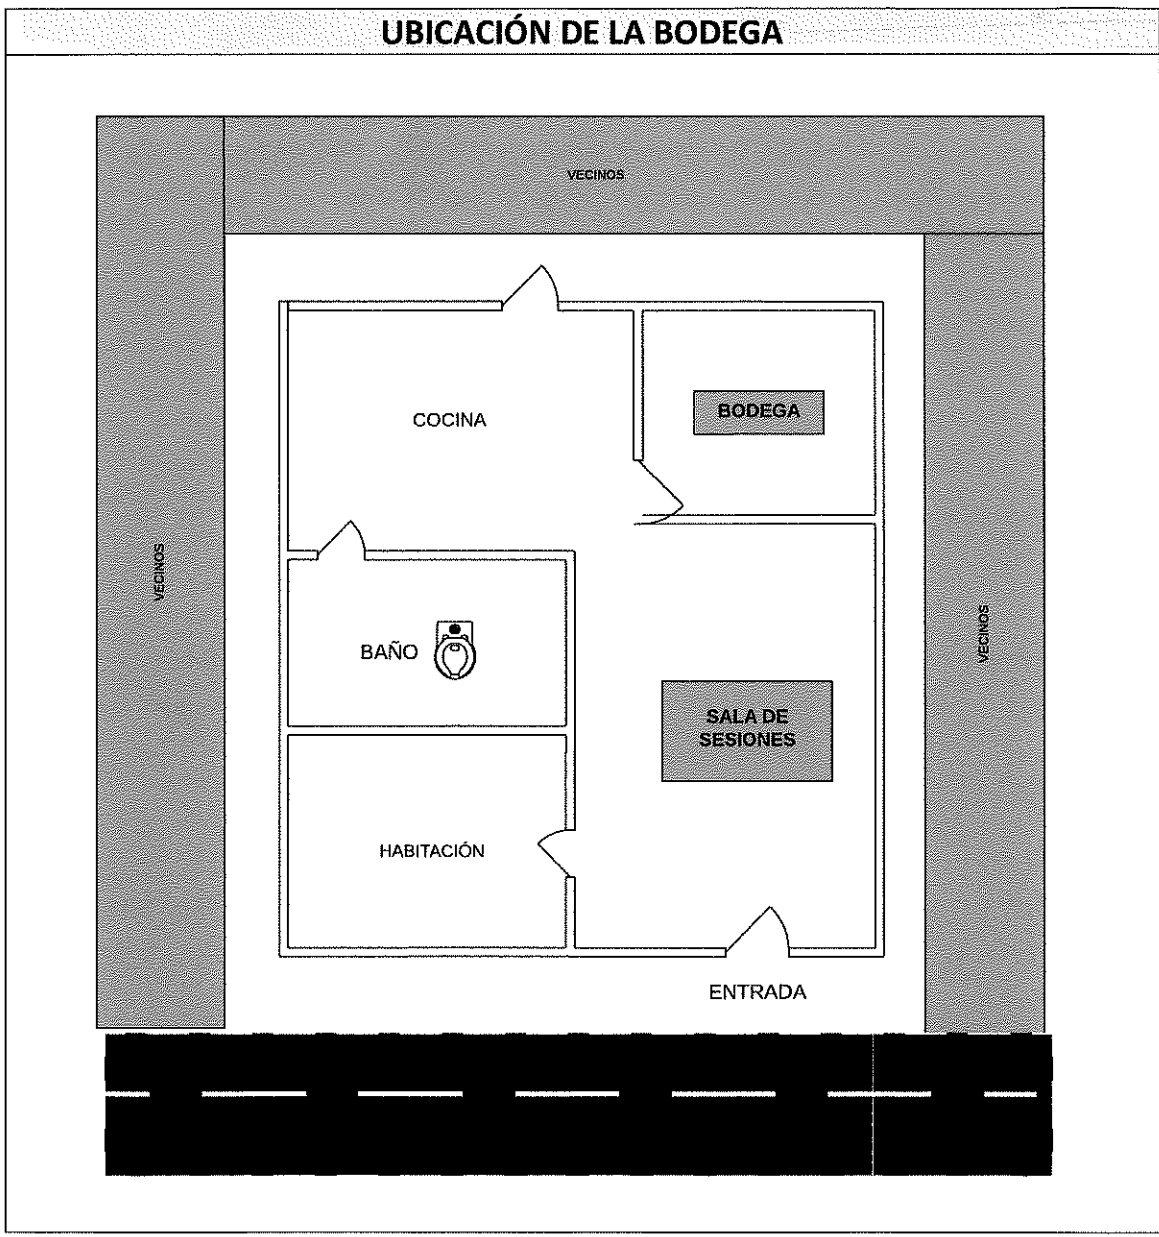 UBICACIÓN DE LA BODEGA
VECINOS
BODEGA
COCINA
VECINOS
VECINOS
BAÑO
SALA DE
SESIONES
HABITACIÓN
ENTRADA